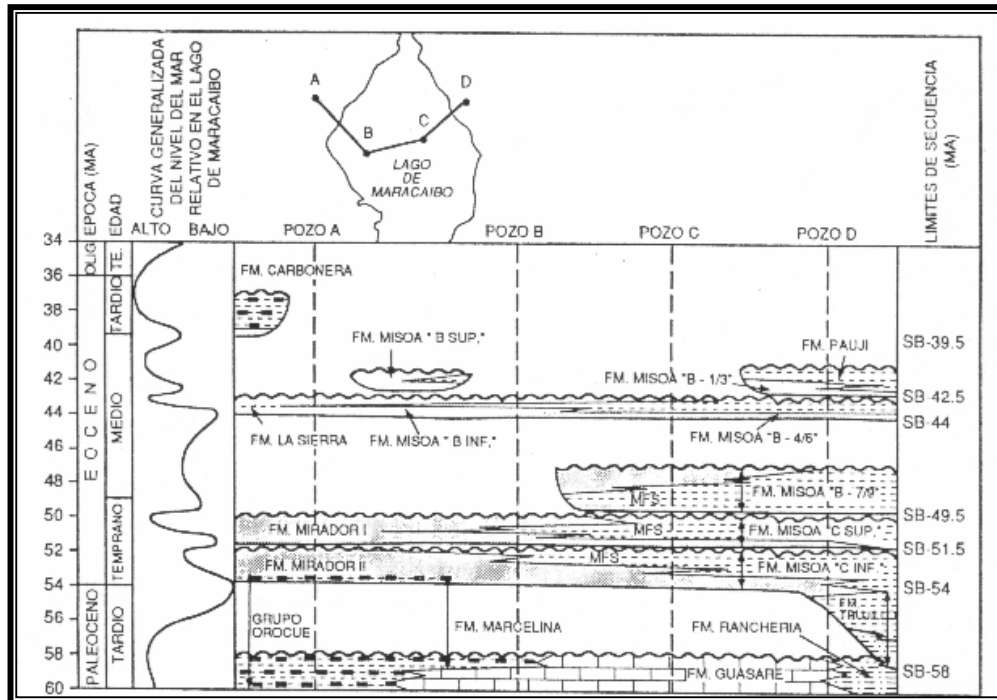 CURVA GENERALIZADA
DEL NIVEL DEL MAR
RELATIVO EN EL LAGO
DE MARACAIBO
EPOCA (MA)
EDAD
ALTO BAJO
A
B
C
D
LAGO
DE
MARACAIBO
LIMITES DE SECUENCIA
(MA)
POZO A
POZO B
POZO C
POZO D
34
36
38
40
42
44
46
48
50
52
54
56
58
60
OLIG
EOCENO
PALEOCENO
TE.
TARDIO
MEDIO
TEMPRANO
TARDIO
FM. CARBONERA
FM. MISOA " B SUP."
FM. PAUJI
FM. MISOA "B - 1/3"
FM. LA SIERRA
FM. MISOA " B INF."
FM. MISOA "B - 4/6"
MFS
FM. MISOA "B - 7/9"
FM. MIRADOR I
MFS
FM. MISOA "C SUP."
FM. MIRADOR II
MFS
FM. MISOA "C INF."
FM.
GRUPO
OROCUE
FM. MARCELINA
FM. RANCHERIA
FM. GUASARE
SB-39.5
SB-42.5
SB-44
SB-49.5
SB-51.5
SB-54
SB-58